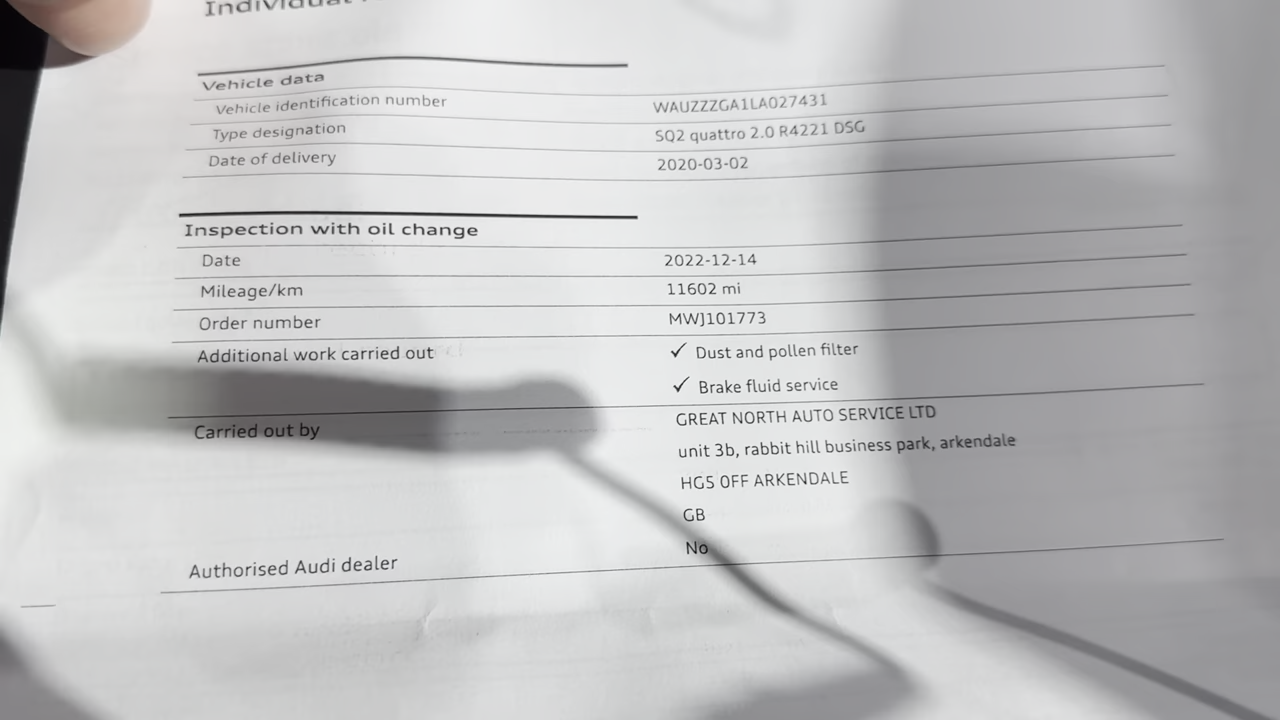 Individual
Vehicle data
Vehicle identification number WAUZZZGA1LA027431
Type designation SQ2 quattro 2.0 R4221 DSG
Date of delivery 2020-03-02
Inspection with oil change
Date 2022-12-14
Mileage/km 11602 mi
Order number MWJ101773
Additional work carried out ✓ Dust and pollen filter
✓ Brake fluid service
Carried out by GREAT NORTH AUTO SERVICE LTD
unit 3b, rabbit hill business park, arkendale
HG5 0FF ARKENDALE
GB
Authorised Audi dealer No